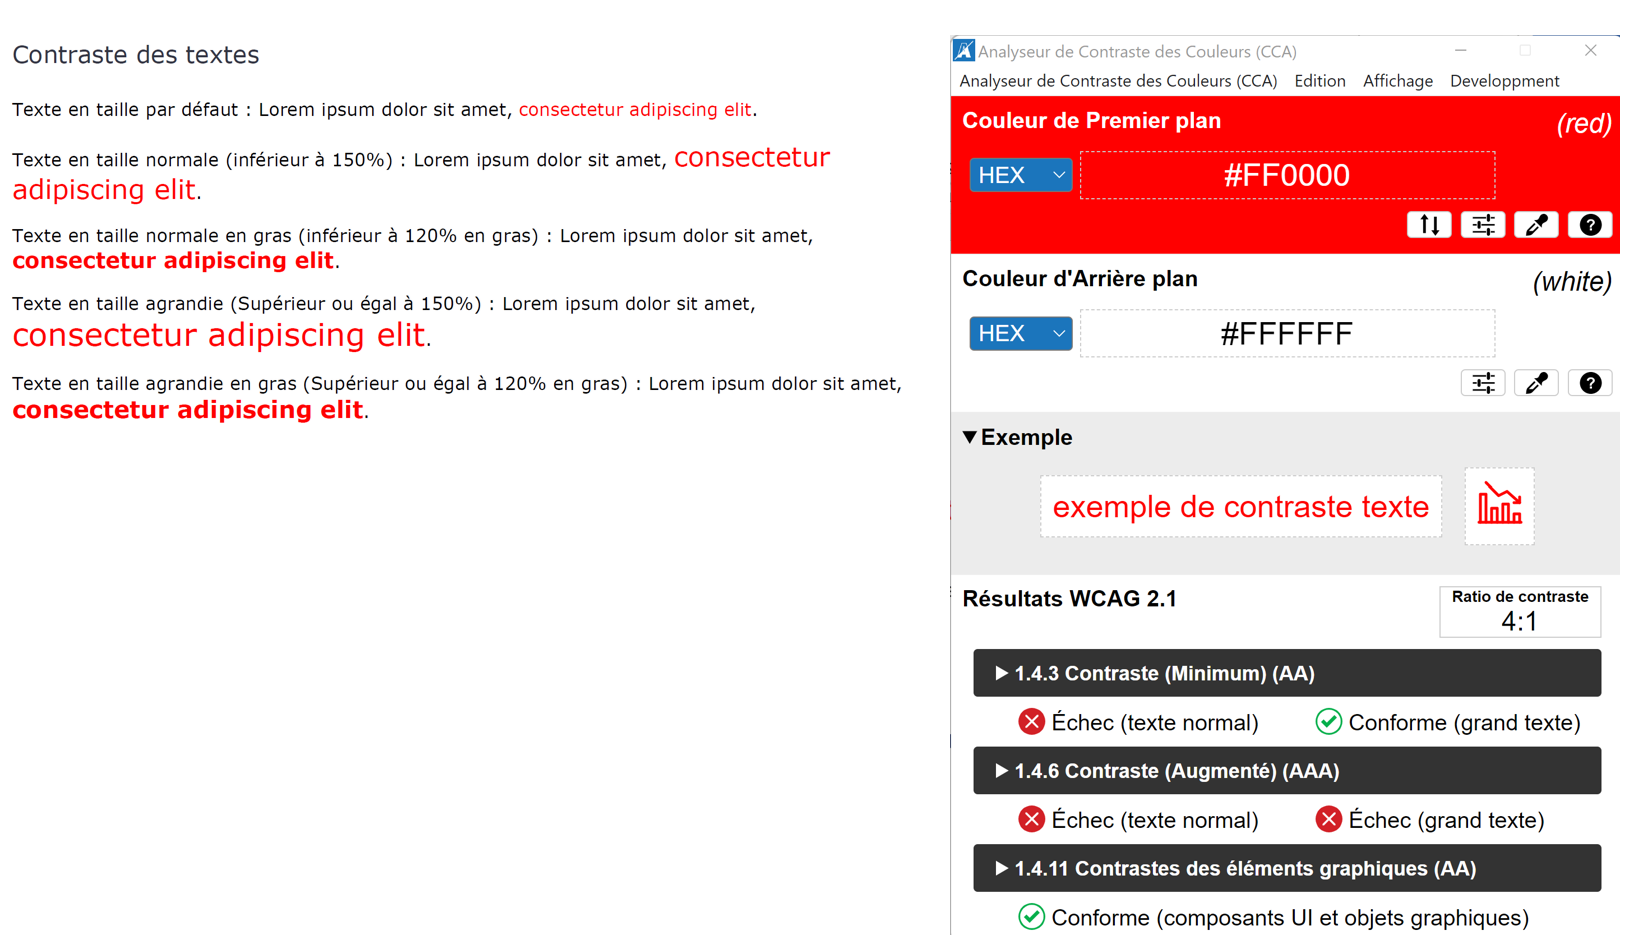 Contraste des textes
Texte en taille par défaut : Lorem ipsum dolor sit amet, consectetur adipiscing elit.
Texte en taille normale (inférieur à 150%) : Lorem ipsum dolor sit amet, consectetur
adipiscing elit.
Texte en taille normale en gras (inférieur à 120% en gras) : Lorem ipsum dolor sit amet,
consectetur adipiscing elit.
Texte en taille agrandie (Supérieur ou égal à 150%) : Lorem ipsum dolor sit amet,
consectetur adipiscing elit.
Texte en taille agrandie en gras (Supérieur ou égal à 120% en gras) : Lorem ipsum dolor sit amet,
consectetur adipiscing elit.
Analyseur de Contraste des Couleurs (CCA)
Analyseur de Contraste des Couleurs (CCA) Edition Affichage Developpment
Couleur de Premier plan (red)
HEX #FF0000
?
Couleur d'Arrière plan (white)
HEX #FFFFFF
?
Exemple
exemple de contraste texte
Résultats WCAG 2.1
Ratio de contraste
4:1
1.4.3 Contraste (Minimum) (AA)
Échec (texte normal) Conforme (grand texte)
1.4.6 Contraste (Augmenté) (AAA)
Échec (texte normal) Échec (grand texte)
1.4.11 Contrastes des éléments graphiques (AA)
Conforme (composants UI et objets graphiques)